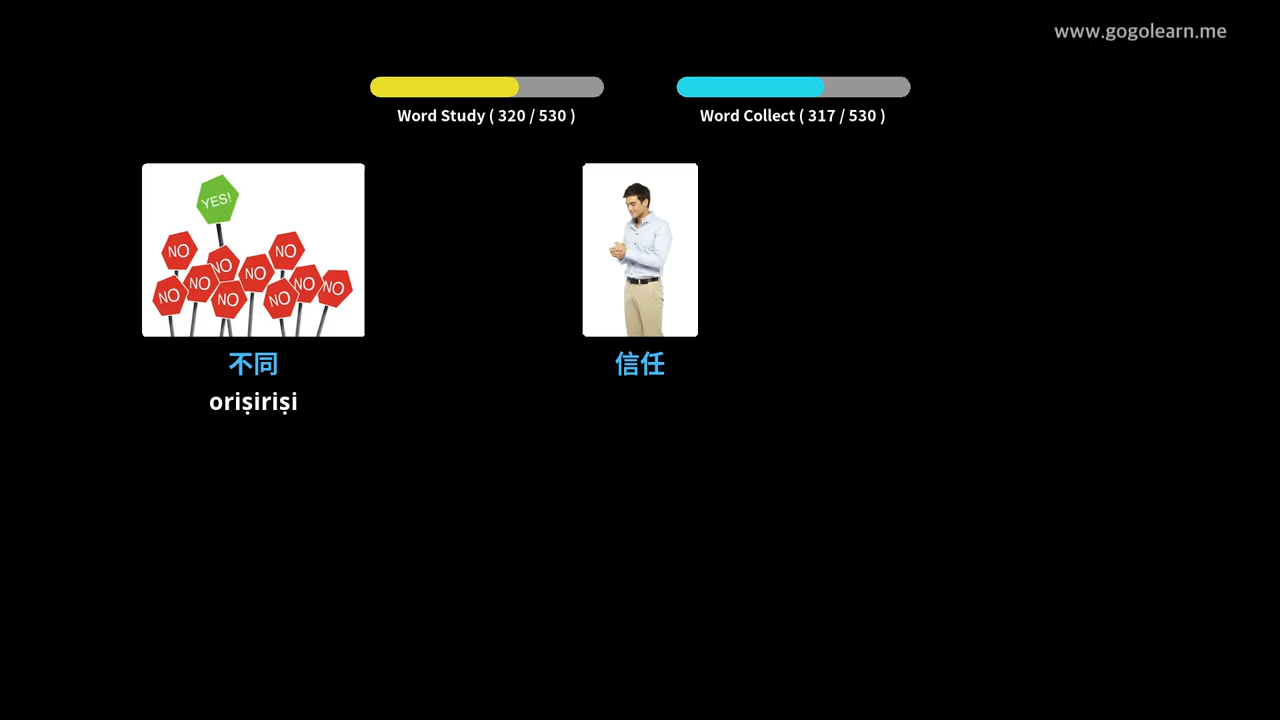 www.gogolearn.me
Word Study ( 320 / 530 )
Word Collect ( 317 / 530 )
YES!
NO
NO
NO
NO
NO
NO
NO
NO
NO
NO
不同
信任
oriṣiriṣi